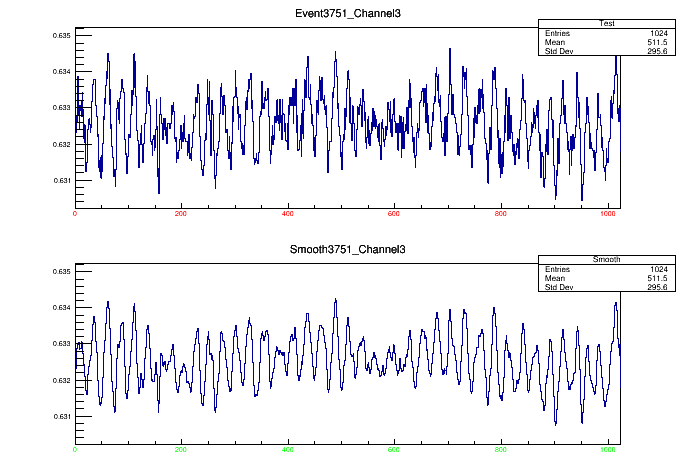 Event3751_Channel3
Test
Entries 1024
Mean 511.5
Std Dev 295.6
0.635
0.634
0.633
0.632
0.631
0 200 400 600 800 1000
Smooth3751_Channel3
Smooth
Entries 1024
Mean 511.5
Std Dev 295.6
0.635
0.634
0.633
0.632
0.631
0 200 400 600 800 1000